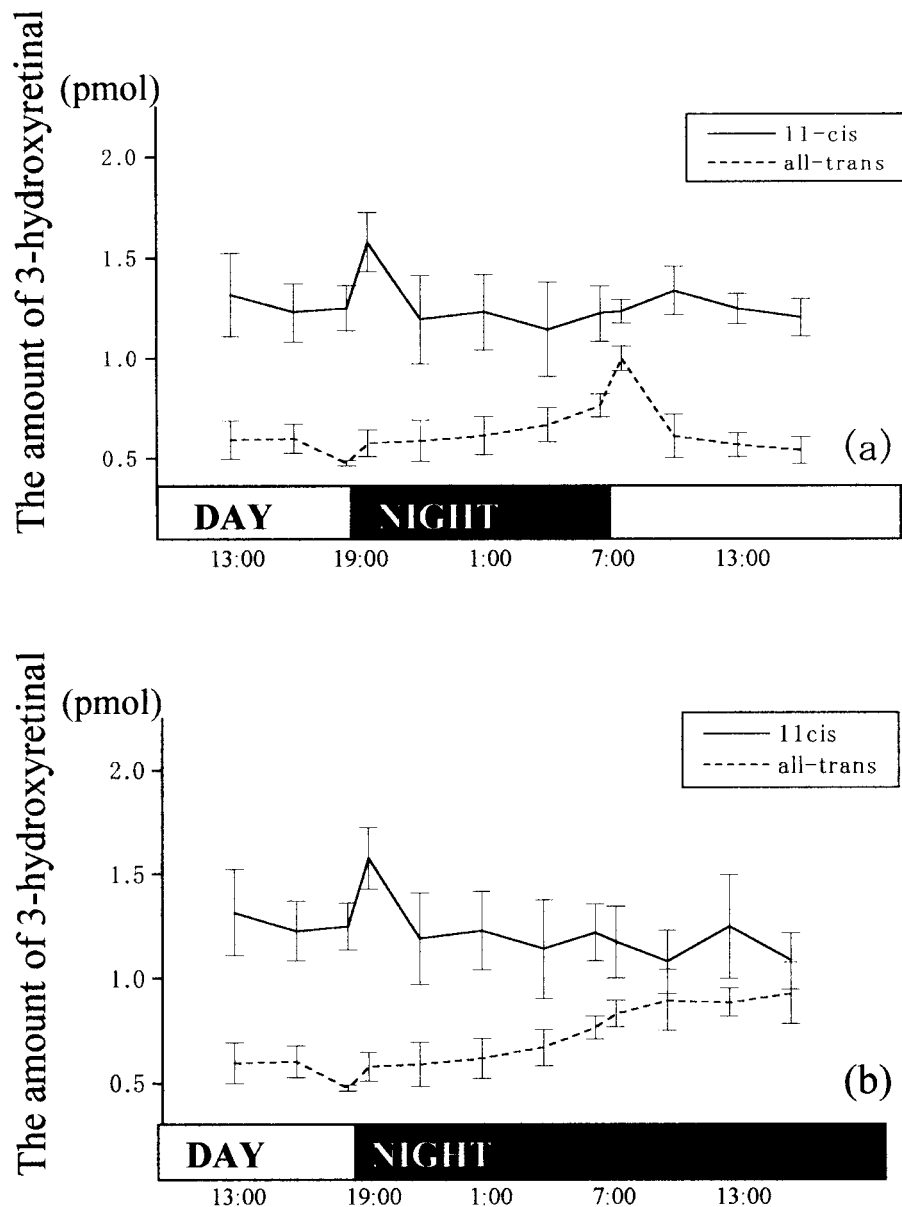 The amount of 3-hydroxyretinal
(pmol)
11-cis
all-trans
2.0
1.5
1.0
0.5
(a)
DAY
NIGHT
13:00
19:00
1:00
7:00
13:00
The amount of 3-hydroxyretinal
(pmol)
11cis
all-trans
2.0
1.5
1.0
0.5
(b)
DAY
NIGHT
13:00
19:00
1:00
7:00
13:00